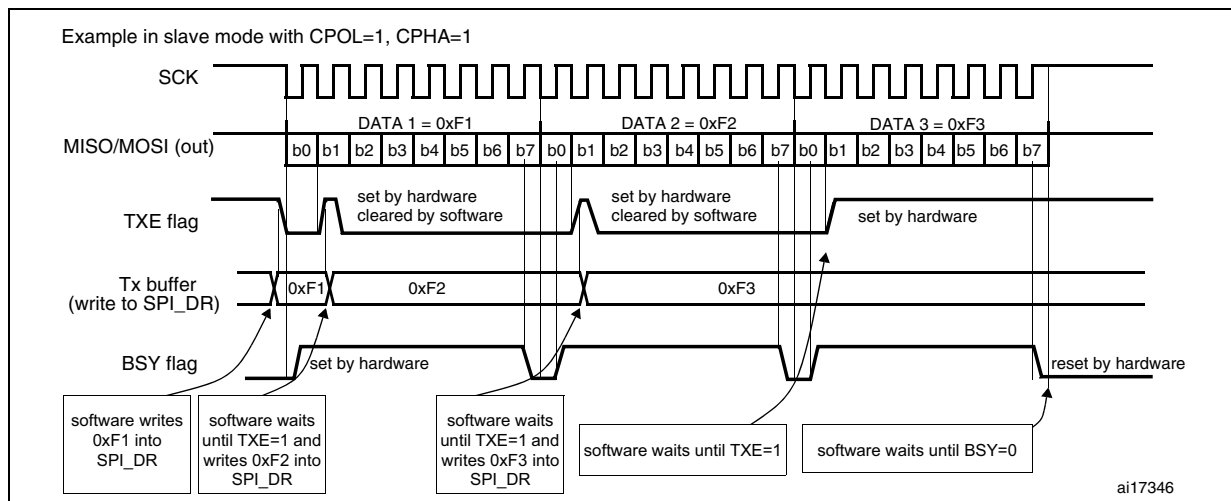 Example in slave mode with CPOL=1, CPHA=1
SCK
DATA 1 = 0xF1 DATA 2 = 0xF2 DATA 3 = 0xF3
MISO/MOSI (out) b0 b1 b2 b3 b4 b5 b6 b7 b0 b1 b2 b3 b4 b5 b6 b7 b0 b1 b2 b3 b4 b5 b6 b7
TXE flag
set by hardware
cleared by software
set by hardware
cleared by software
set by hardware
Tx buffer
(write to SPI_DR)
0xF1 0xF2 0xF3
BSY flag
set by hardware
reset by hardware
software writes
0xF1 into
SPI_DR
software waits
until TXE=1 and
writes 0xF2 into
SPI_DR
software waits
until TXE=1 and
writes 0xF3 into
SPI_DR
software waits until TXE=1
software waits until BSY=0
ai17346